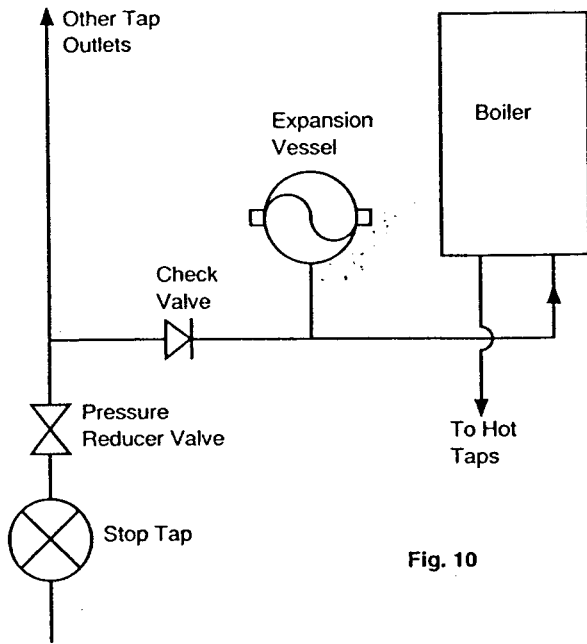 Other Tap
Outlets
Boiler
Expansion
Vessel
Check
Valve
Pressure
Reducer Valve
To Hot
Taps
Stop Tap
Fig. 10